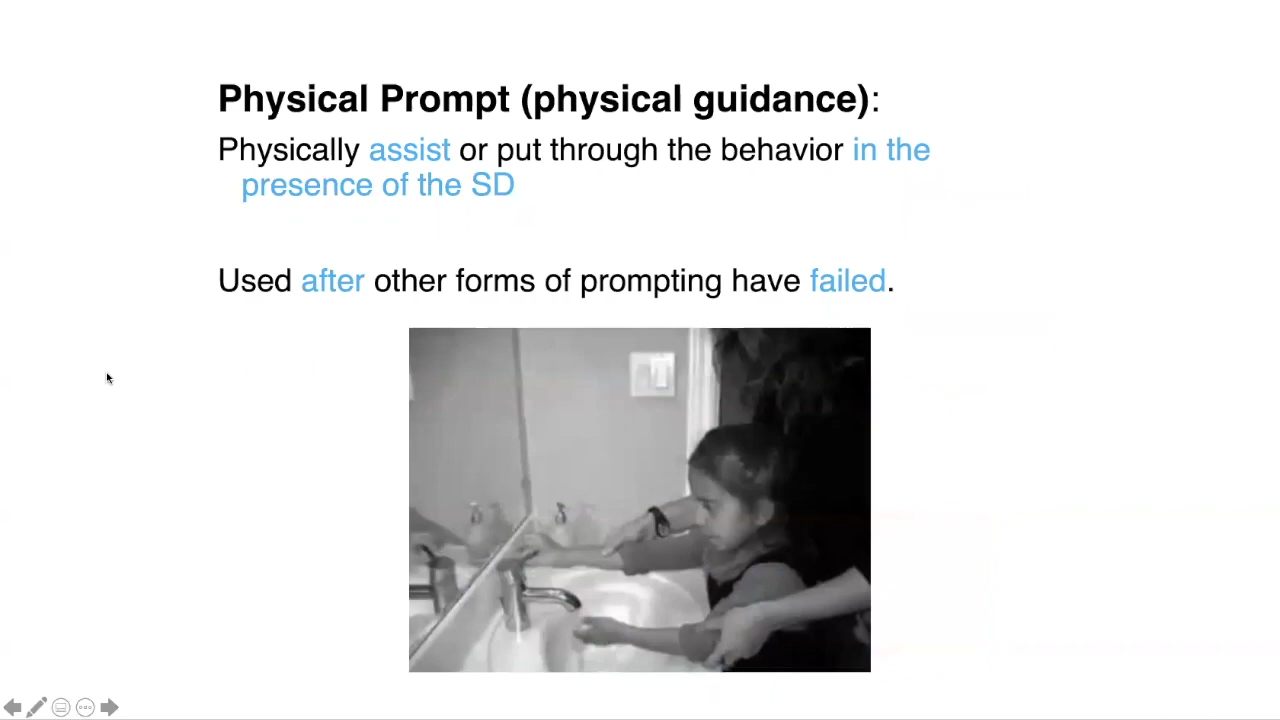 Physical Prompt (physical guidance):
Physically assist or put through the behavior in the
presence of the SD
Used after other forms of prompting have failed.